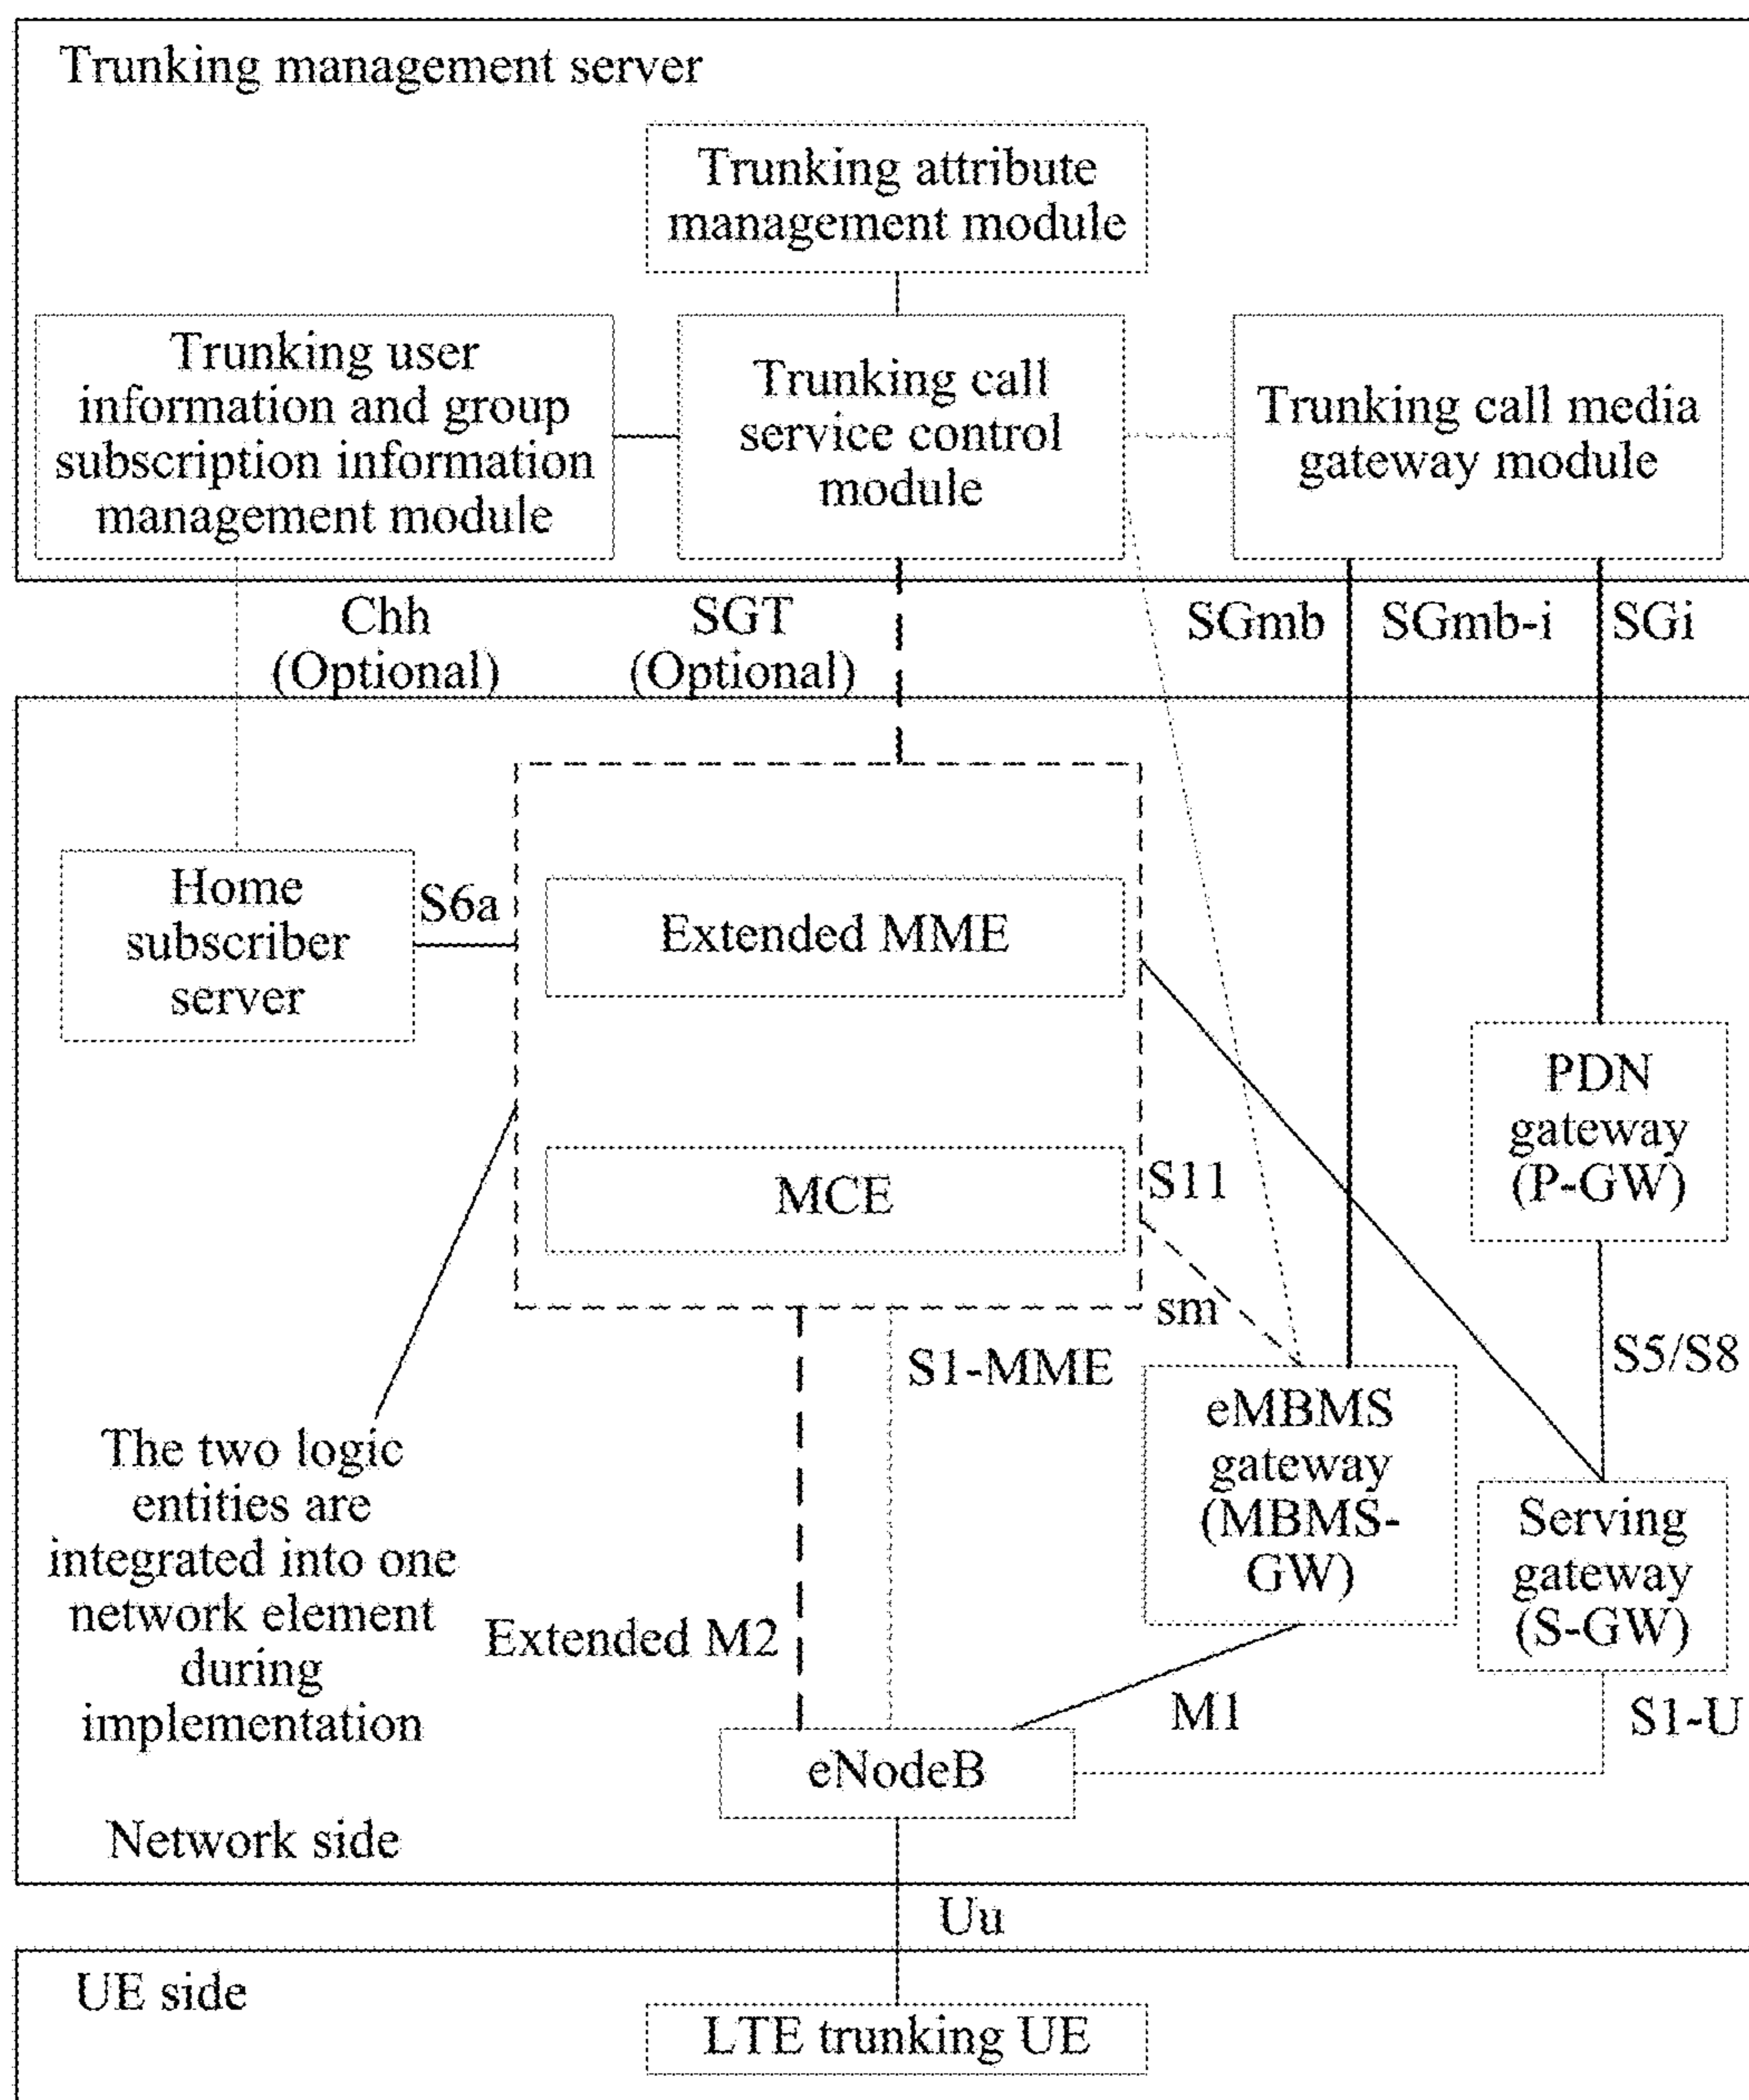 Trunking management server
Trunking attribute
management module
Trunking user
information and group
subscription information
management module
Trunking call
service control
module
Trunking call media
gateway module
Chh
(Optional)
SGT
(Optional)
SGmb
SGmb-i
SGi
Home
subscriber
server
S6a
Extended MME
MCE
S11
sm
PDN
gateway
(P-GW)
S5/S8
S1-MME
eMBMS
gateway
(MBMS-
GW)
Serving
gateway
(S-GW)
The two logic
entities are
integrated into one
network element
during
implementation
Extended M2
M1
S1-U
eNodeB
Network side
Uu
UE side
LTE trunking UE